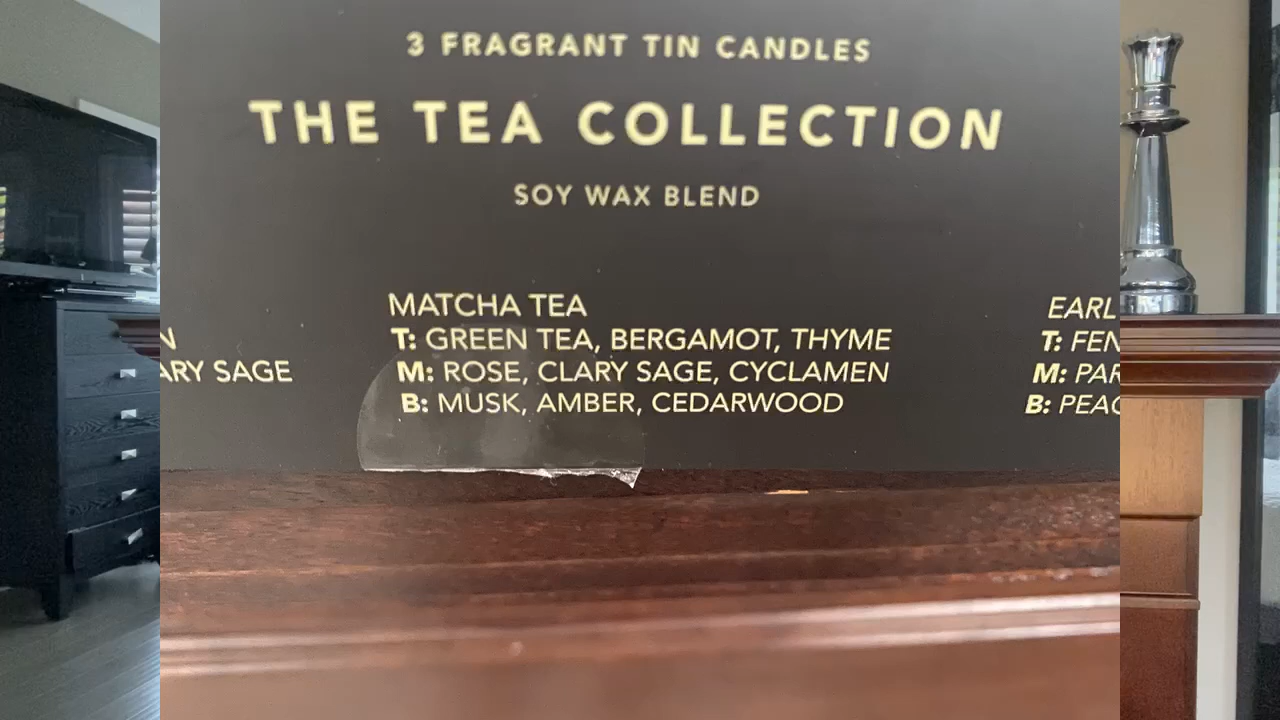 3 FRAGRANT TIN CANDLES
THE TEA COLLECTION
SOY WAX BLEND
MATCHA TEA
T: GREEN TEA, BERGAMOT, THYME
SAGE
M: ROSE, CLARY SAGE, CYCLAMEN
B: MUSK, AMBER, CEDARWOOD
T:
M:
B: